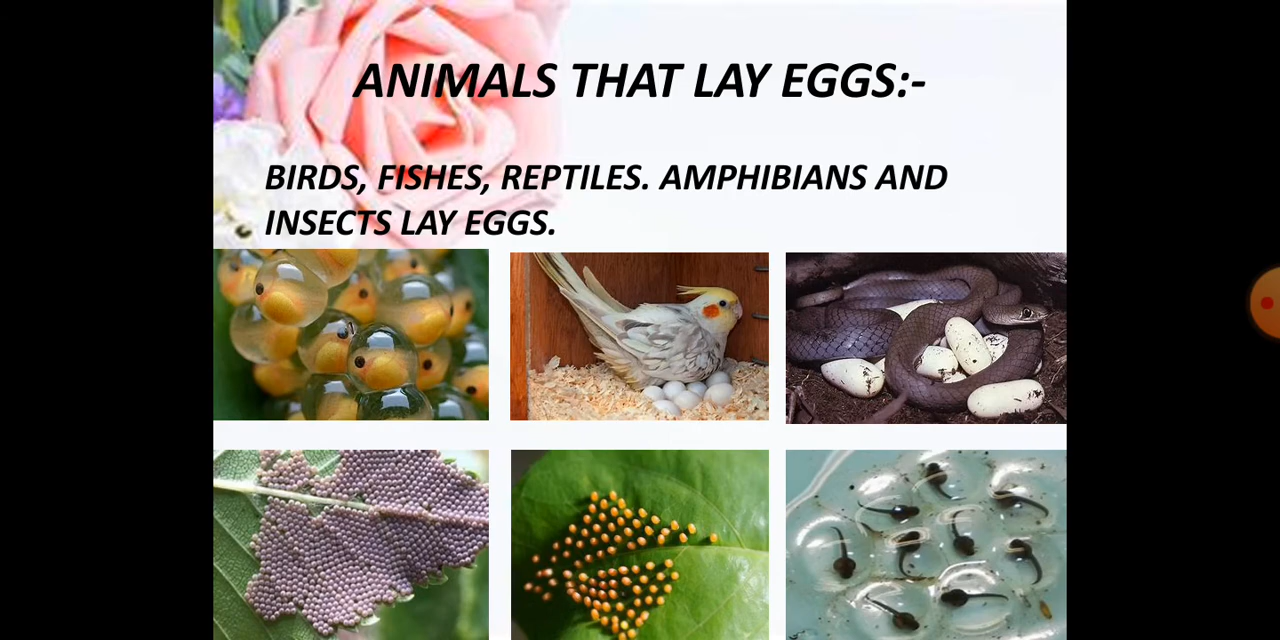 ANIMALS THAT LAY EGGS:-
BIRDS, FISHES, REPTILES. AMPHIBIANS AND
INSECTS LAY EGGS.